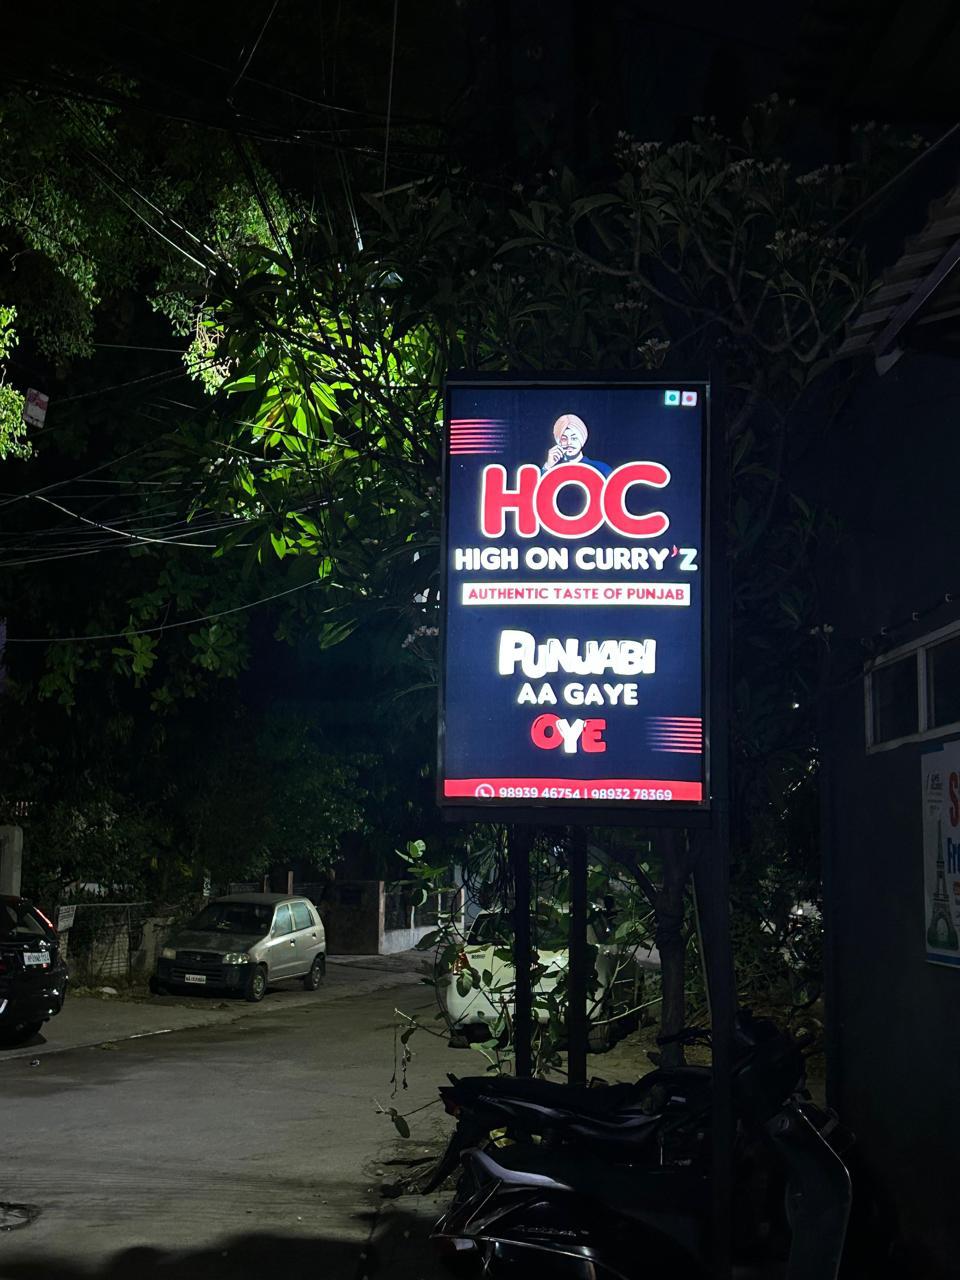 HOC
HIGH ON CURRY'Z
AUTHENTIC TASTE OF PUNJAB
PUNJABI
AA GAYE
OYE
98939 46754 | 98932 78369